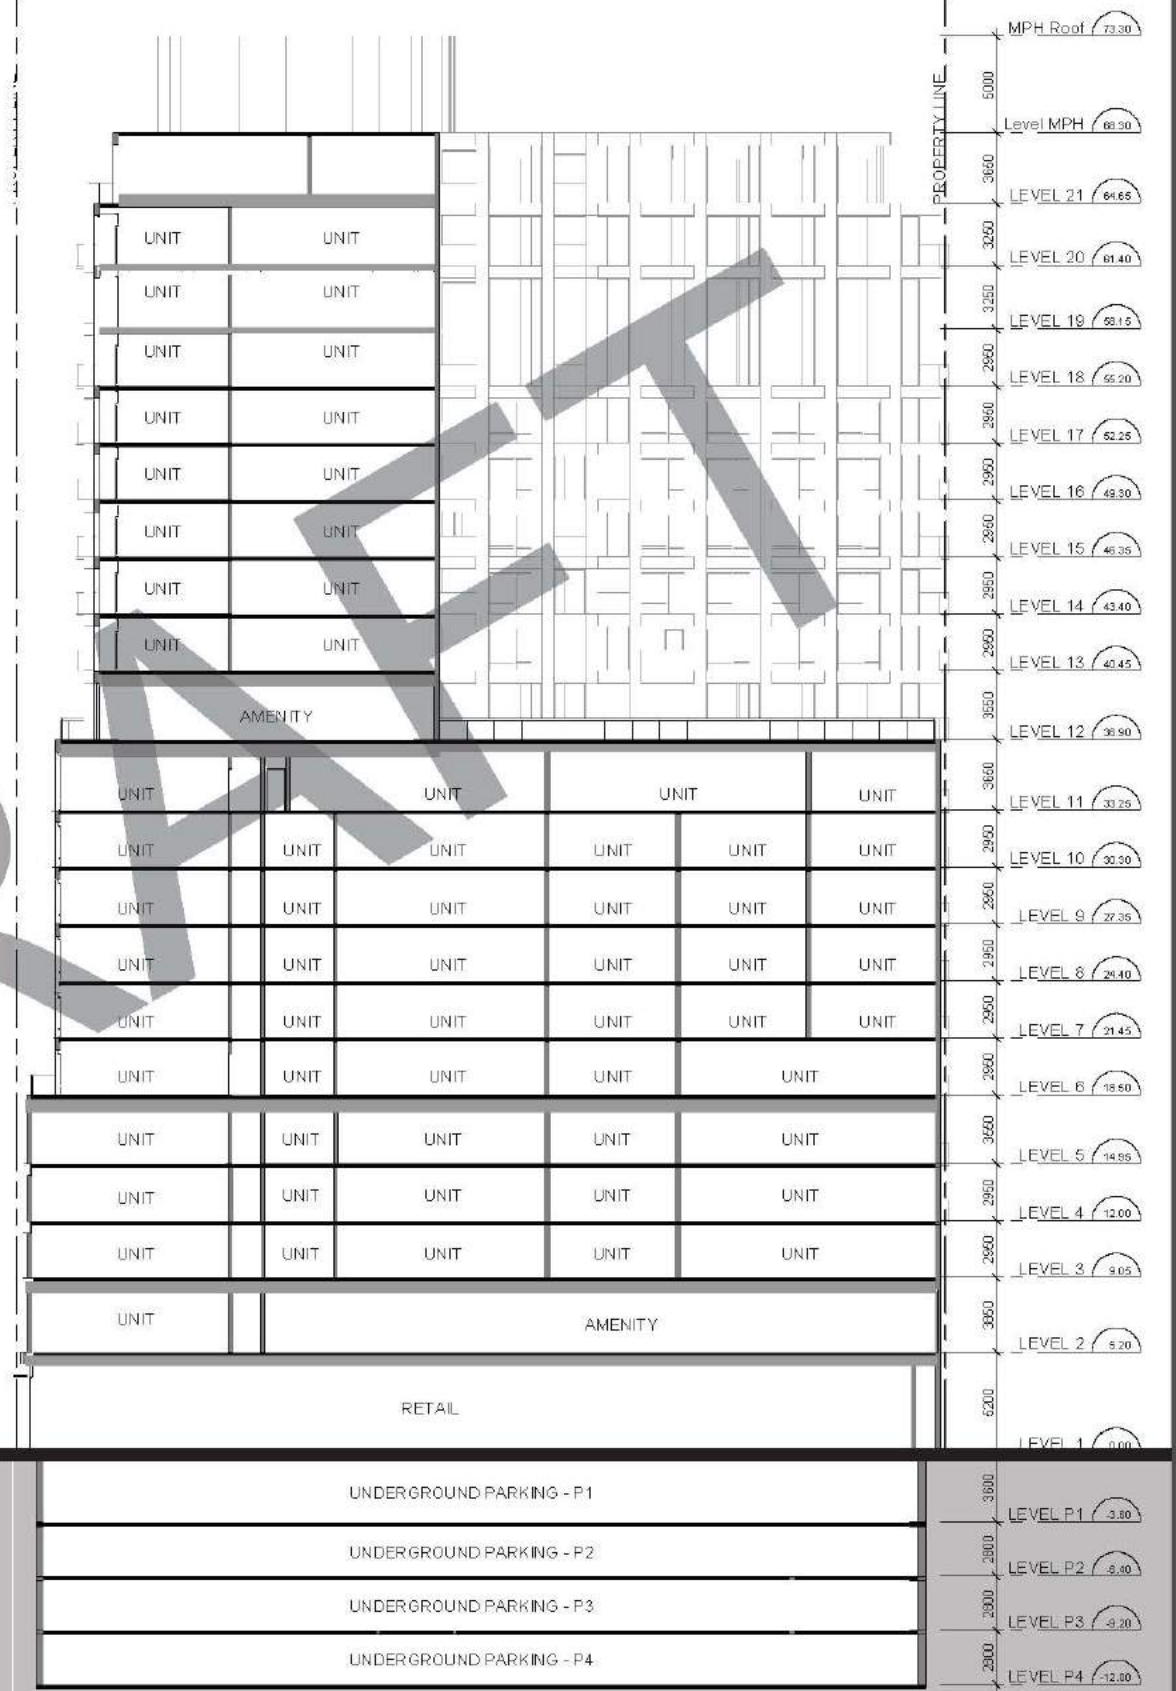 MPH Roof 73.30
5000
PROPERTY LINE
Level MPH 68.30
3650
LEVEL 21 64.65
UNIT UNIT
3250
LEVEL 20 61.40
UNIT UNIT
3250
LEVEL 19 58.15
UNIT UNIT
2950
LEVEL 18 55.20
UNIT UNIT
2950
LEVEL 17 52.25
UNIT UNIT
2950
LEVEL 16 49.30
UNIT UNIT
2950
LEVEL 15 46.35
UNIT UNIT
2950
LEVEL 14 43.40
UNIT UNIT
2950
LEVEL 13 40.45
AMENITY
3550
LEVEL 12 36.90
UNIT UNIT UNIT UNIT
3650
LEVEL 11 33.25
UNIT UNIT UNIT UNIT UNIT UNIT
2950
LEVEL 10 30.30
UNIT UNIT UNIT UNIT UNIT UNIT
2950
LEVEL 9 27.35
UNIT UNIT UNIT UNIT UNIT UNIT
2950
LEVEL 8 24.40
UNIT UNIT UNIT UNIT UNIT UNIT
2950
LEVEL 7 21.45
UNIT UNIT UNIT UNIT UNIT
2950
LEVEL 6 18.50
UNIT UNIT UNIT UNIT UNIT
3550
LEVEL 5 14.95
UNIT UNIT UNIT UNIT UNIT
2950
LEVEL 4 12.00
UNIT UNIT UNIT UNIT UNIT
2950
LEVEL 3 9.05
UNIT AMENITY
3850
LEVEL 2 5.20
RETAIL
5200
LEVEL 1 0.00
UNDERGROUND PARKING - P1
3600
LEVEL P1
UNDERGROUND PARKING - P2
2800
LEVEL P2 -6.40
UNDERGROUND PARKING - P3
2800
LEVEL P3 -9.20
UNDERGROUND PARKING - P4
2800
LEVEL P4 -12.00
RAFT